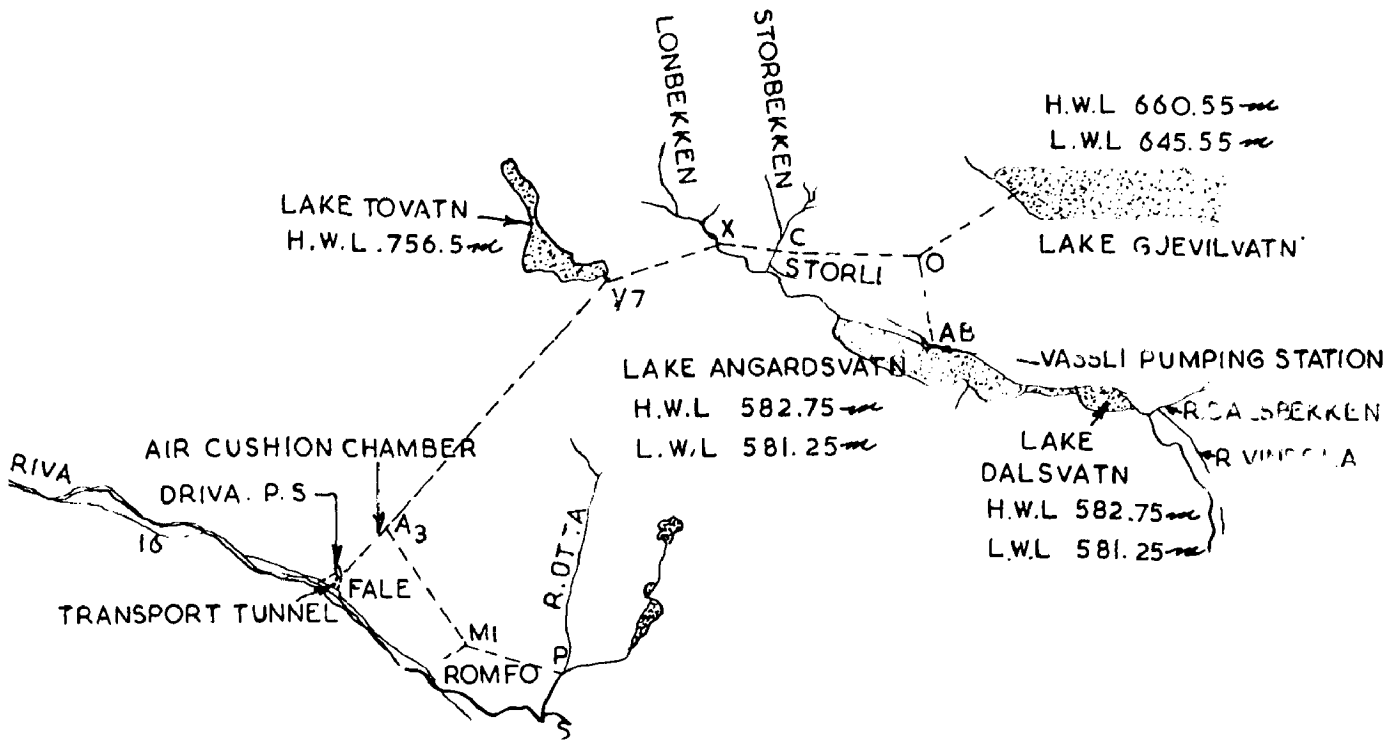 LONBEKKEN
STORBEKKEN
H.W.L 660.55 m
L.W.L 645.55 m
LAKE TOVATN
H.W.L. 756.5 m
X
C
STORLI
O
LAKE GJEVILVATN
V7
AB
VASSLI PUMPING STATION
LAKE ANGARDSVATN
H.W.L 582.75 m
L.W.L 581.25 m
LAKE
DALSVATN
H.W.L 582.75 m
L.W.L 581.25 m
AIR CUSHION CHAMBER
RIVA
DRIVA. P.S
A3
16
FALE
TRANSPORT TUNNEL
M1
P
ROMFO